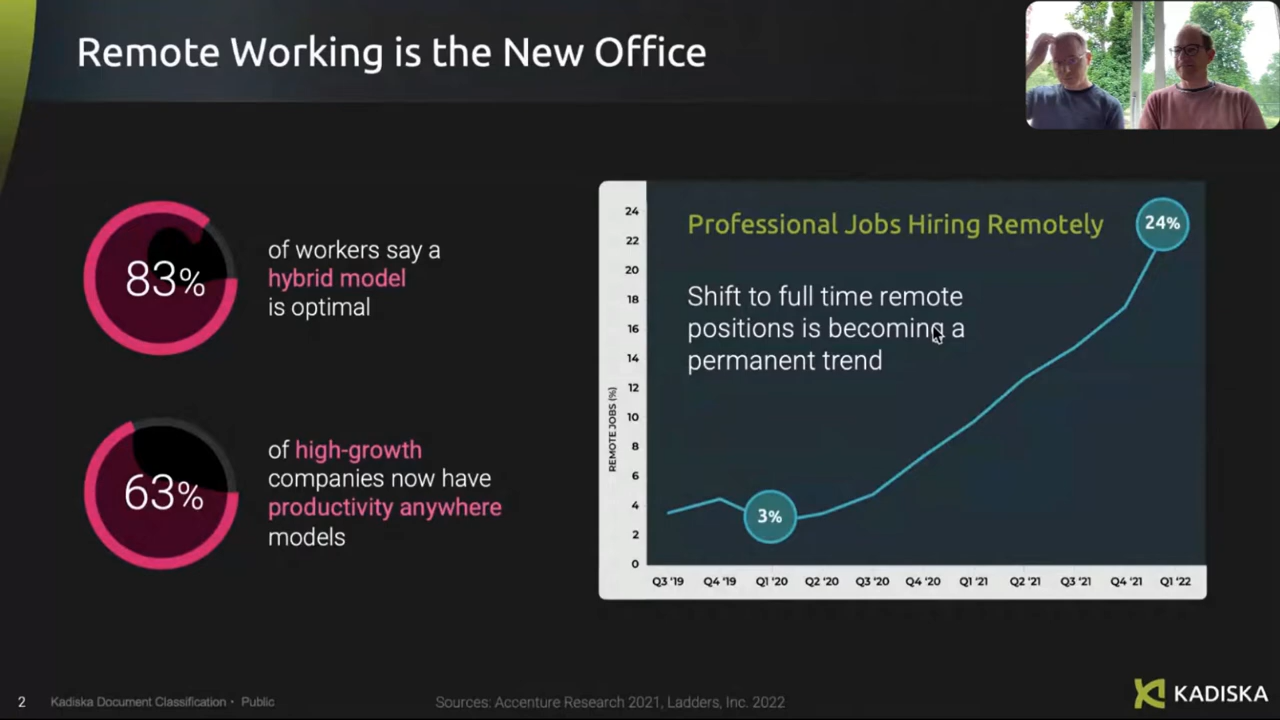 Remote Working is the New Office
83%
of workers say a
hybrid model
is optimal
63%
of high-growth
companies now have
productivity anywhere
models
Professional Jobs Hiring Remotely
24%
Shift to full time remote
positions is becoming a
permanent trend
3%
REMOTE JOBS (%)
24
22
20
18
16
14
12
10
8
6
4
2
0
Q3 '19 Q4 '19 Q1 '20 Q2 '20 Q3 '20 Q4 '20 Q1 '21 Q2 '21 Q3 '21 Q4 '21 Q1 '22
2 Kadiska Document Classification • Public
Sources: Accenture Research 2021, Ladders, Inc. 2022
KADISKA